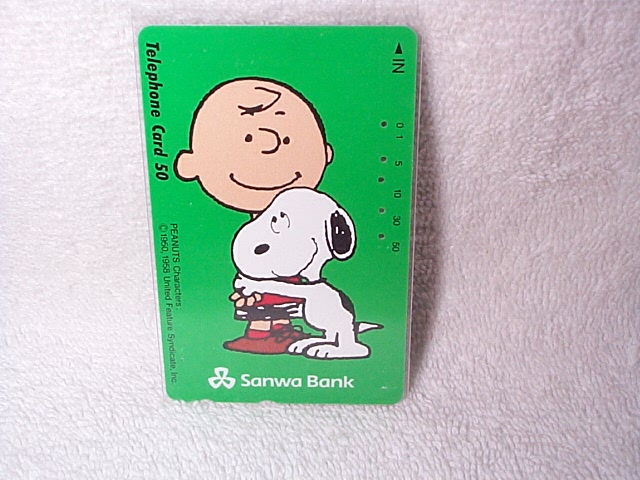 Telephone Card 50
◀IN
0 1 5 10 30 50
PEANUTS Characters
©1950, 1958 United Feature Syndicate, Inc.
Sanwa Bank